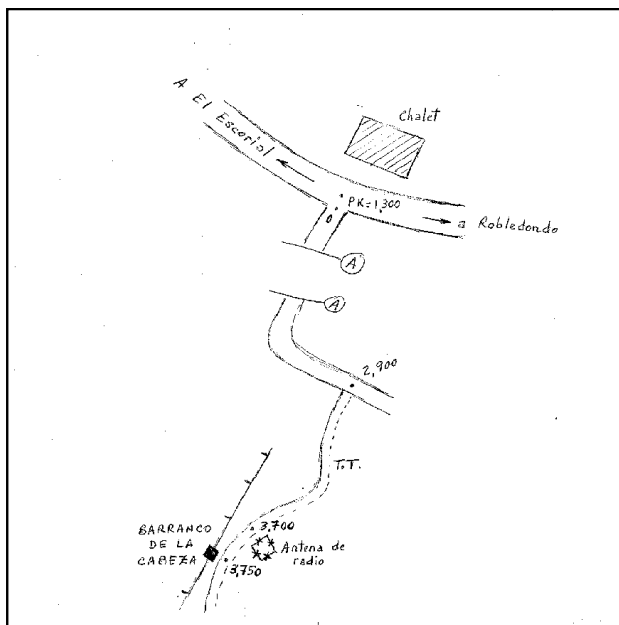 A El Escorial
Chalet
PK=1,300
0
a Robledondo
A
A
2,900
T.T.
3,700
BARRANCO
DE LA
CABEZA
Antena de
radio
3,750